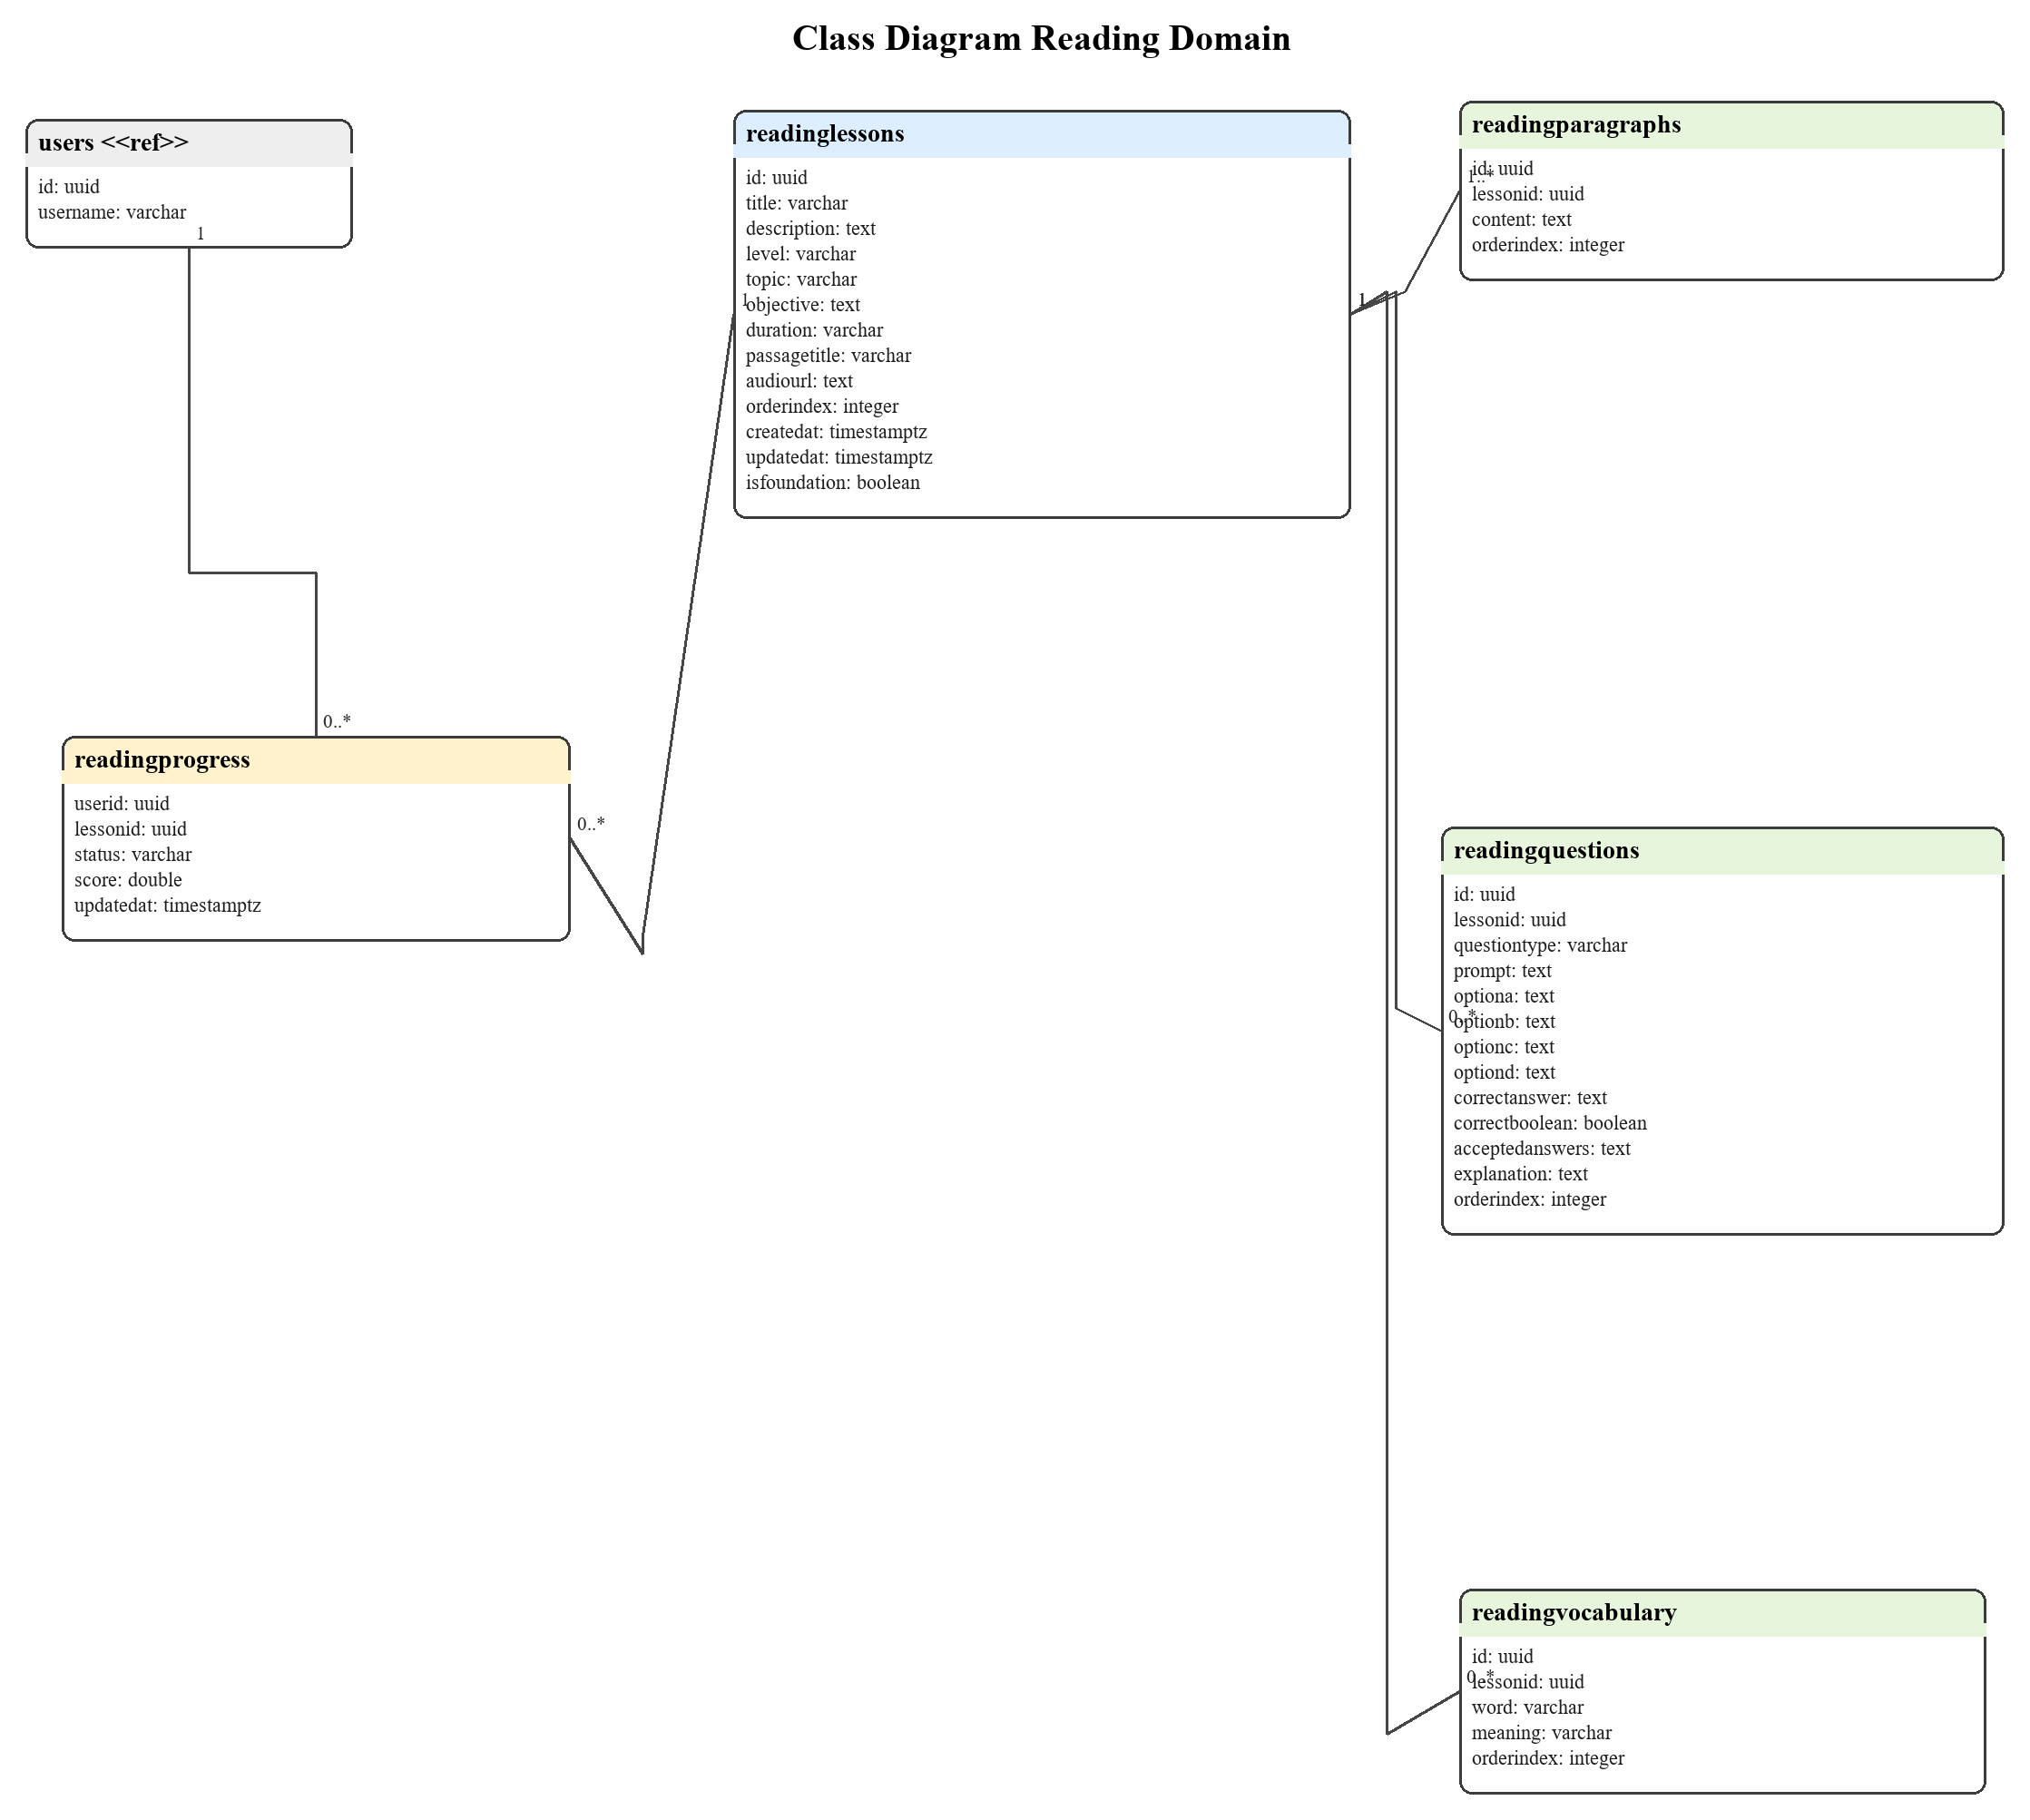 Class Diagram Reading Domain
users <<ref>>
id: uuid
username: varchar
1
readinglessons
id: uuid
title: varchar
description: text
level: varchar
topic: varchar
1
objective: text
duration: varchar
passagetitle: varchar
audiourl: text
orderindex: integer
createdat: timestamptz
updatedat: timestamptz
isfoundation: boolean
1
readingparagraphs
id: uuid
1..*
lessonid: uuid
content: text
orderindex: integer
0..*
readingprogress
userid: uuid
lessonid: uuid
status: varchar
score: double
updatedat: timestamptz
0..*
readingquestions
id: uuid
lessonid: uuid
questiontype: varchar
prompt: text
optiona: text
0..*
optionb: text
optionc: text
optiond: text
correctanswer: text
correctboolean: boolean
acceptedanswers: text
explanation: text
orderindex: integer
readingvocabulary
id: uuid
0..*
lessonid: uuid
word: varchar
meaning: varchar
orderindex: integer